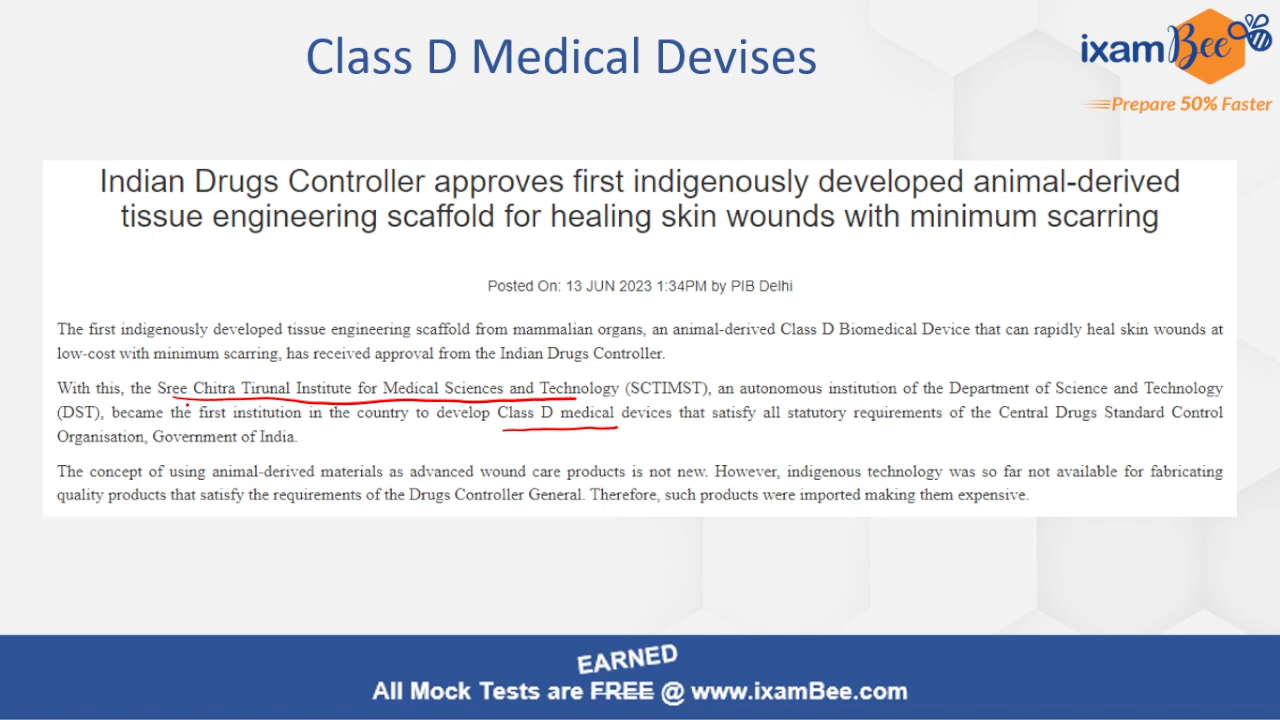 Class D Medical Devises
ixamBee
Prepare 50% Faster
Indian Drugs Controller approves first indigenously developed animal-derived
tissue engineering scaffold for healing skin wounds with minimum scarring
Posted On: 13 JUN 2023 1:34PM by PIB Delhi
The first indigenously developed tissue engineering scaffold from mammalian organs, an animal-derived Class D Biomedical Device that can rapidly heal skin wounds at
low-cost with minimum scarring, has received approval from the Indian Drugs Controller.
With this, the Sree Chitra Tirunal Institute for Medical Sciences and Technology (SCTIMST), an autonomous institution of the Department of Science and Technology
(DST), became the first institution in the country to develop Class D medical devices that satisfy all statutory requirements of the Central Drugs Standard Control
Organisation, Government of India.
The concept of using animal-derived materials as advanced wound care products is not new. However, indigenous technology was so far not available for fabricating
quality products that satisfy the requirements of the Drugs Controller General. Therefore, such products were imported making them expensive.
EARNED
All Mock Tests are FREE @ www.ixamBee.com